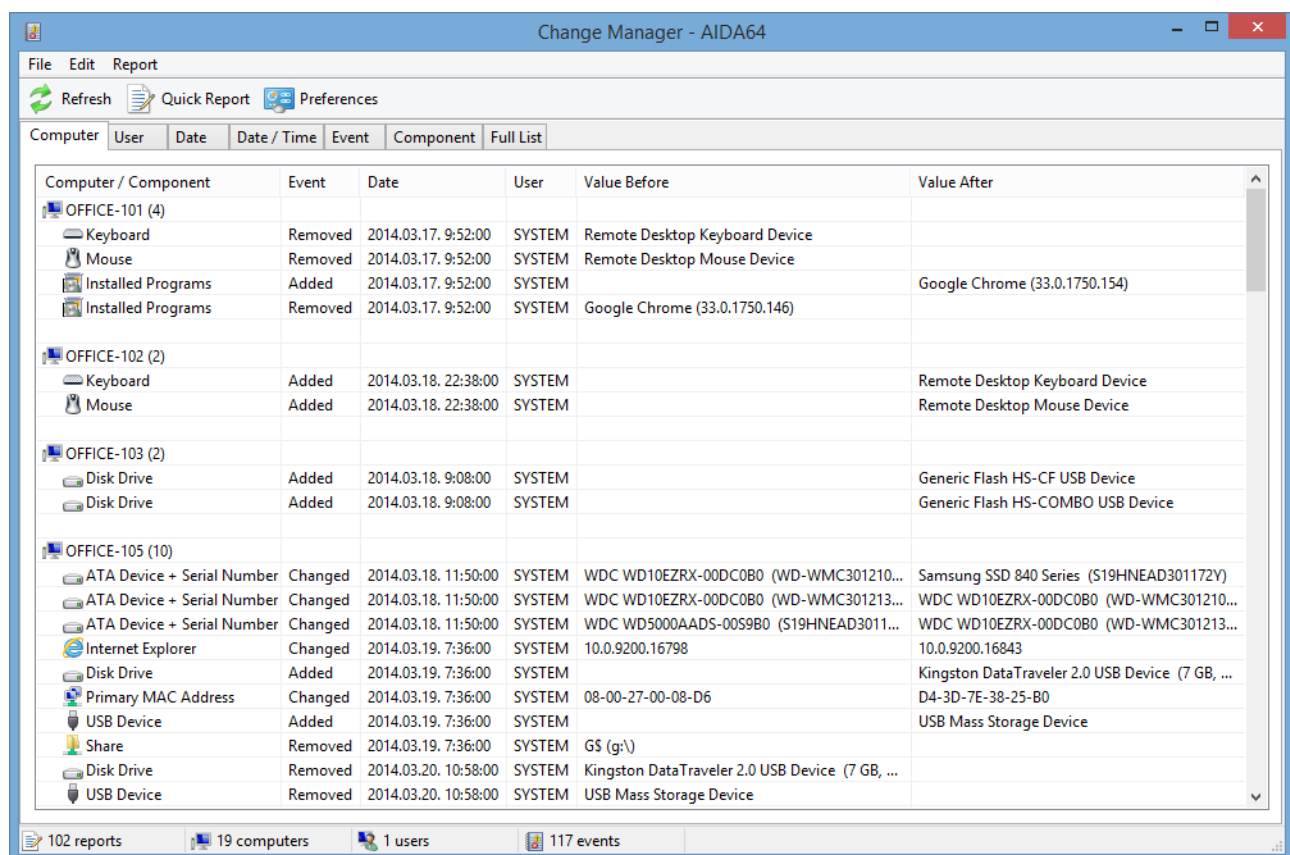 Change Manager - AIDA64
File Edit Report
Refresh Quick Report Preferences
Computer User Date Date / Time Event Component Full List
Computer / Component Event Date User Value Before Value After
OFFICE-101 (4)
Keyboard Removed 2014.03.17. 9:52:00 SYSTEM Remote Desktop Keyboard Device
Mouse Removed 2014.03.17. 9:52:00 SYSTEM Remote Desktop Mouse Device
Installed Programs Added 2014.03.17. 9:52:00 SYSTEM Google Chrome (33.0.1750.154)
Installed Programs Removed 2014.03.17. 9:52:00 SYSTEM Google Chrome (33.0.1750.146)
OFFICE-102 (2)
Keyboard Added 2014.03.18. 22:38:00 SYSTEM Remote Desktop Keyboard Device
Mouse Added 2014.03.18. 22:38:00 SYSTEM Remote Desktop Mouse Device
OFFICE-103 (2)
Disk Drive Added 2014.03.18. 9:08:00 SYSTEM Generic Flash HS-CF USB Device
Disk Drive Added 2014.03.18. 9:08:00 SYSTEM Generic Flash HS-COMBO USB Device
OFFICE-105 (10)
ATA Device + Serial Number Changed 2014.03.18. 11:50:00 SYSTEM WDC WD10EZRX-00DC0B0 (WD-WMC301210... Samsung SSD 840 Series (S19HNEAD301172Y)
ATA Device + Serial Number Changed 2014.03.18. 11:50:00 SYSTEM WDC WD10EZRX-00DC0B0 (WD-WMC301213... WDC WD10EZRX-00DC0B0 (WD-WMC301210...
ATA Device + Serial Number Changed 2014.03.18. 11:50:00 SYSTEM WDC WD5000AADS-00S9B0 (S19HNEAD3011... WDC WD10EZRX-00DC0B0 (WD-WMC301213...
Internet Explorer Changed 2014.03.19. 7:36:00 SYSTEM 10.0.9200.16798 10.0.9200.16843
Disk Drive Added 2014.03.19. 7:36:00 SYSTEM Kingston DataTraveler 2.0 USB Device (7 GB, ...
Primary MAC Address Changed 2014.03.19. 7:36:00 SYSTEM 08-00-27-00-08-D6 D4-3D-7E-38-25-B0
USB Device Added 2014.03.19. 7:36:00 SYSTEM USB Mass Storage Device
Share Removed 2014.03.19. 7:36:00 SYSTEM G$ (g:\)
Disk Drive Removed 2014.03.20. 10:58:00 SYSTEM Kingston DataTraveler 2.0 USB Device (7 GB, ...
USB Device Removed 2014.03.20. 10:58:00 SYSTEM USB Mass Storage Device
102 reports 19 computers 1 users 117 events